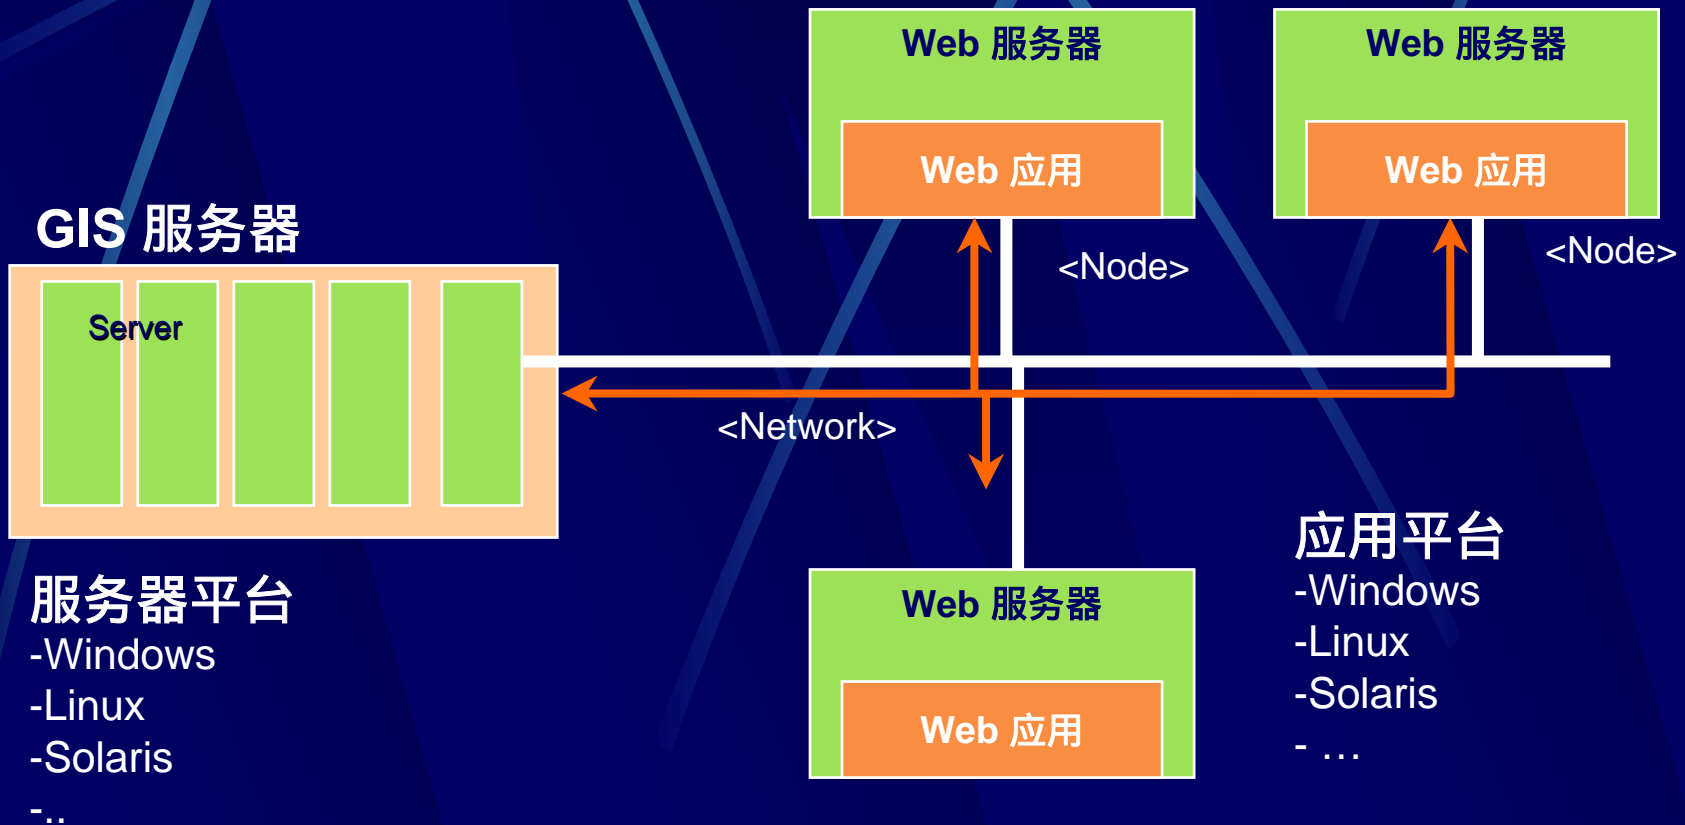 Web 服务器
Web 应用
Web 服务器
Web 应用
<Node>
<Node>
GIS 服务器
Server
<Network>
服务器平台
-Windows
-Linux
-Solaris
-..
Web 服务器
Web 应用
应用平台
-Windows
-Linux
-Solaris
- …